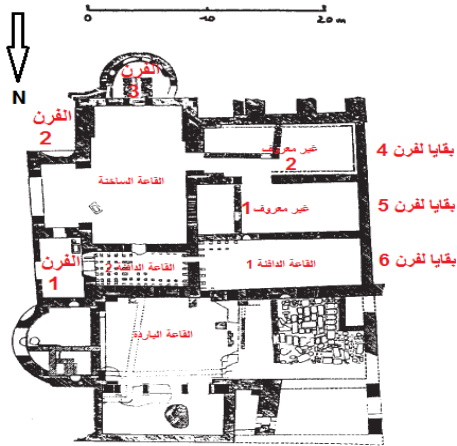 0 10 20 m
N
الفرن
3
الفرن
2
غير معروف
2
بقايا لفرن 4
القاعة الساخنة
غير معروف 1
بقايا لفرن 5
الفرن
1
القاعة الدافئة 2
القاعة الدافئة 1
بقايا لفرن 6
القاعة الباردة